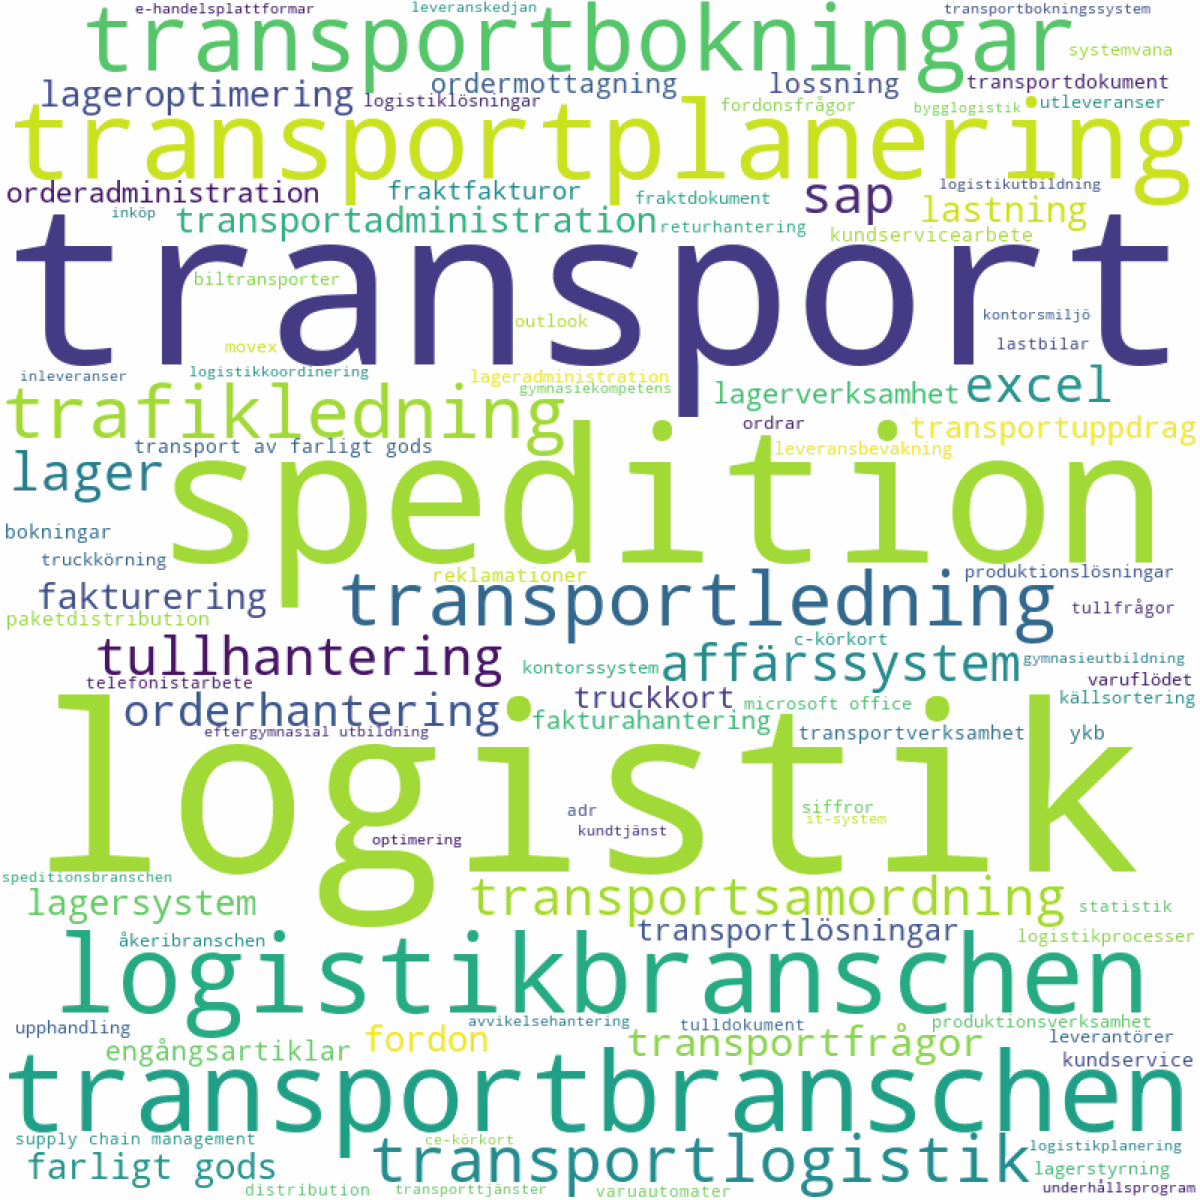 e-handelsplattformar
leveranskedjan
transportbokningssystem
transportbokningar
systemvana
lageroptimering
ordermottagning
lossning
transportdokument
logistiklösningar
fordonsfrågor
bygglogistik
utleveranser
transportplanering
orderadministration
fraktfakturor
fraktdokument
sap
logistikutbildning
inköp
transportadministration
returhantering
lastning
kundservicearbete
transport
biltransporter
outlook
kontorsmiljö
movex
lastbilar
inleveranser
logistikkoordinering
lageradministration
gymnasiekompetens
lagerverksamhet
excel
trafikledning
ordrar
transportuppdrag
transport av farligt gods
leveransbevakning
lager
spedition
bokningar
truckkörning
reklamationer
produktionslösningar
fakturering
transportledning
tullfrågor
paketdistribution
tullhantering
c-körkort
kontorssystem
affärssystem
gymnasieutbildning
telefonistarbete
varuflödet
orderhantering
truckkort
microsoft office
källsortering
fakturahantering
eftergymnasial utbildning
transportverksamhet
ykb
logistik
adr
siffror
it-system
kundtjänst
optimering
speditionsbranschen
lagersystem
transportsamordning
statistik
åkeribranschen
transportlösningar
logistikprocesser
logistikbranschen
upphandling
avvikelsehantering
tulldokument
produktionsverksamhet
fordon
leverantörer
engångsartiklar
transportfrågor
kundservice
transportbranschen
supply chain management
ce-körkort
transportlogistik
logistikplanering
farligt gods
lagerstyrning
distribution
transporttjänster
varuautomater
underhållsprogram